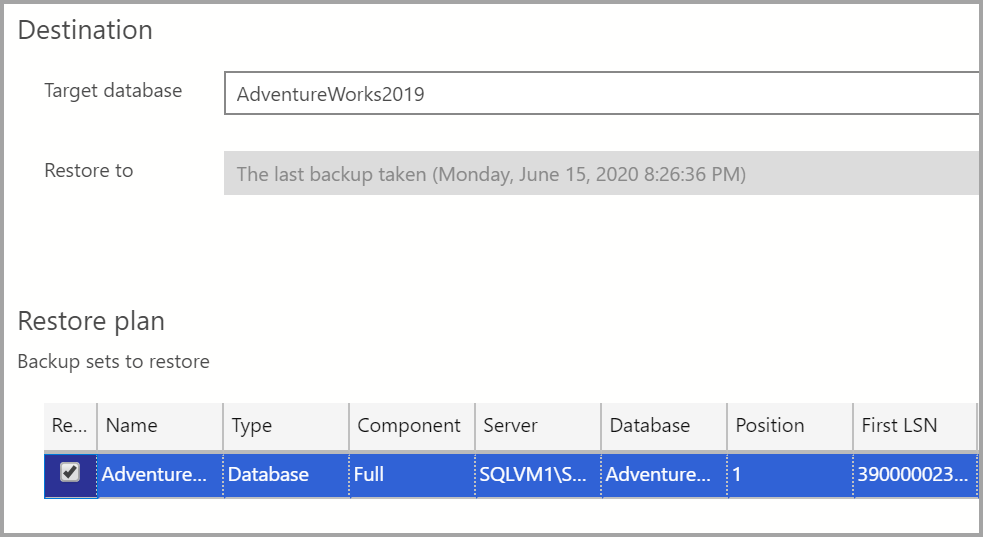 Destination
Target database AdventureWorks2019
Restore to The last backup taken (Monday, June 15, 2020 8:26:36 PM)
Restore plan
Backup sets to restore
Re... Name Type Component Server Database Position First LSN
Adventure... Database Full SQLVM1\S... Adventure... 1 390000023...